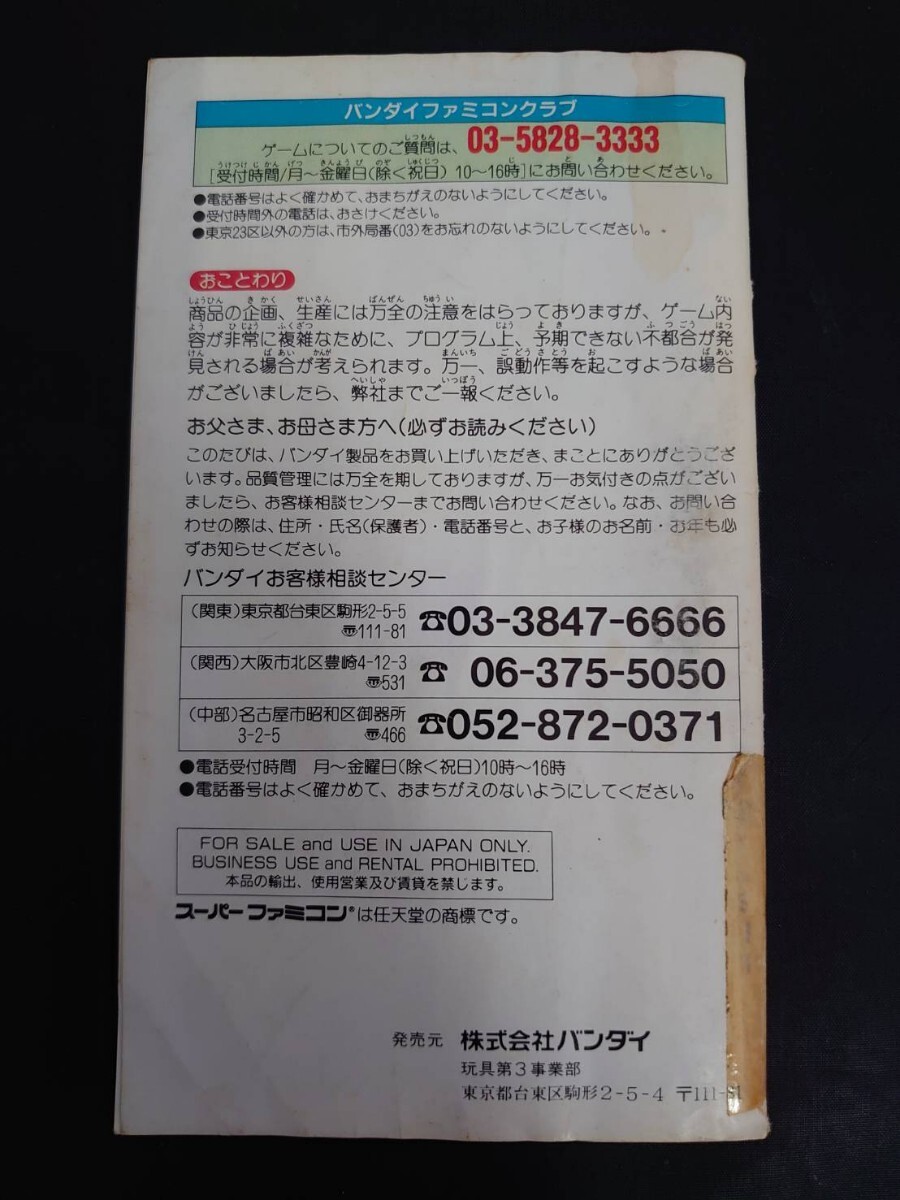 バンダイファミコンクラブ
ゲームについてのご質問は、03-5828-3333
[受付時間/月〜金曜日(除く祝日) 10〜16時]にお問い合わせください。
●電話番号はよく確かめて、おまちがえのないようにしてください。
●受付時間外の電話は、おさけください。
●東京23区以外の方は、市外局番(03)をお忘れのないようにしてください。
おことわり
商品の企画、生産には万全の注意をはらっておりますが、ゲーム内
容が非常に複雑なために、プログラム上、予期できない不都合が発
見される場合が考えられます。万一、誤動作等を起こすような場合
がございましたら、弊社までご一報ください。
お父さま、お母さま方へ(必ずお読みください)
このたびは、バンダイ製品をお買い上げいただき、まことにありがとうござ
います。品質管理には万全を期しておりますが、万一お気付きの点がござい
ましたら、お客様相談センターまでお問い合わせください。なお、お問い合
わせの際は、住所・氏名(保護者)・電話番号と、お子様のお名前・お年も必
ずお知らせください。
バンダイお客様相談センター
(関東)東京都台東区駒形2-5-5
〠111-81
☎03-3847-6666
(関西)大阪市北区豊崎4-12-3
〠531
☎ 06-375-5050
(中部)名古屋市昭和区御器所
3-2-5 〠466
☎052-872-0371
●電話受付時間 月〜金曜日(除く祝日)10時〜16時
●電話番号はよく確かめて、おまちがえのないようにしてください。
FOR SALE and USE IN JAPAN ONLY.
BUSINESS USE and RENTAL PROHIBITED.
本品の輸出、使用営業及び賃貸を禁じます。
スーパーファミコン®は任天堂の商標です。
発売元 株式会社バンダイ
玩具第3事業部
東京都台東区駒形2-5-4 〒111-81